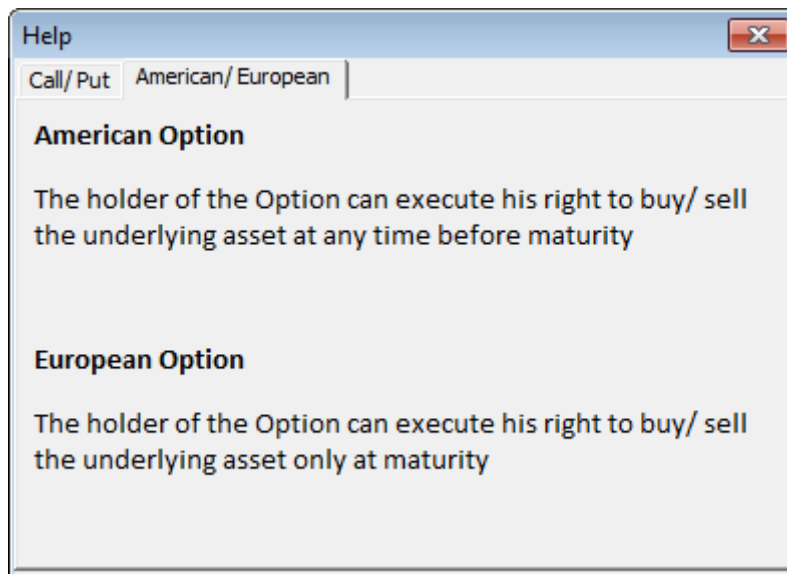 Help
Call/ Put American/ European
American Option
The holder of the Option can execute his right to buy/ sell
the underlying asset at any time before maturity
European Option
The holder of the Option can execute his right to buy/ sell
the underlying asset only at maturity